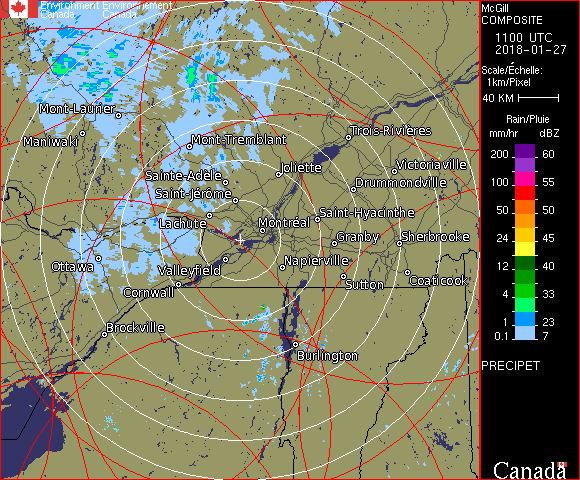 Environment Environnement
Canada Canada
Mont-Laurier
Maniwaki
Mont-Tremblant
Trois-Rivières
Sainte-Adèle
Joliette
Victoriaville
Saint-Jérôme
Drummondville
Lachute
Montréal
Saint-Hyacinthe
Granby
Sherbrooke
Ottawa
Valleyfield
Napierville
Cornwall
Sutton
Coaticook
Brockville
Burlington
McGill
COMPOSITE
1100 UTC
2018-01-27
Scale/Échelle:
1km/Pixel
40 KM
Rain/Pluie
mm/hr dBZ
200 60
100 55
50 50
24 45
12 40
4 33
1 23
0.1 7
PRECIPET
Canada